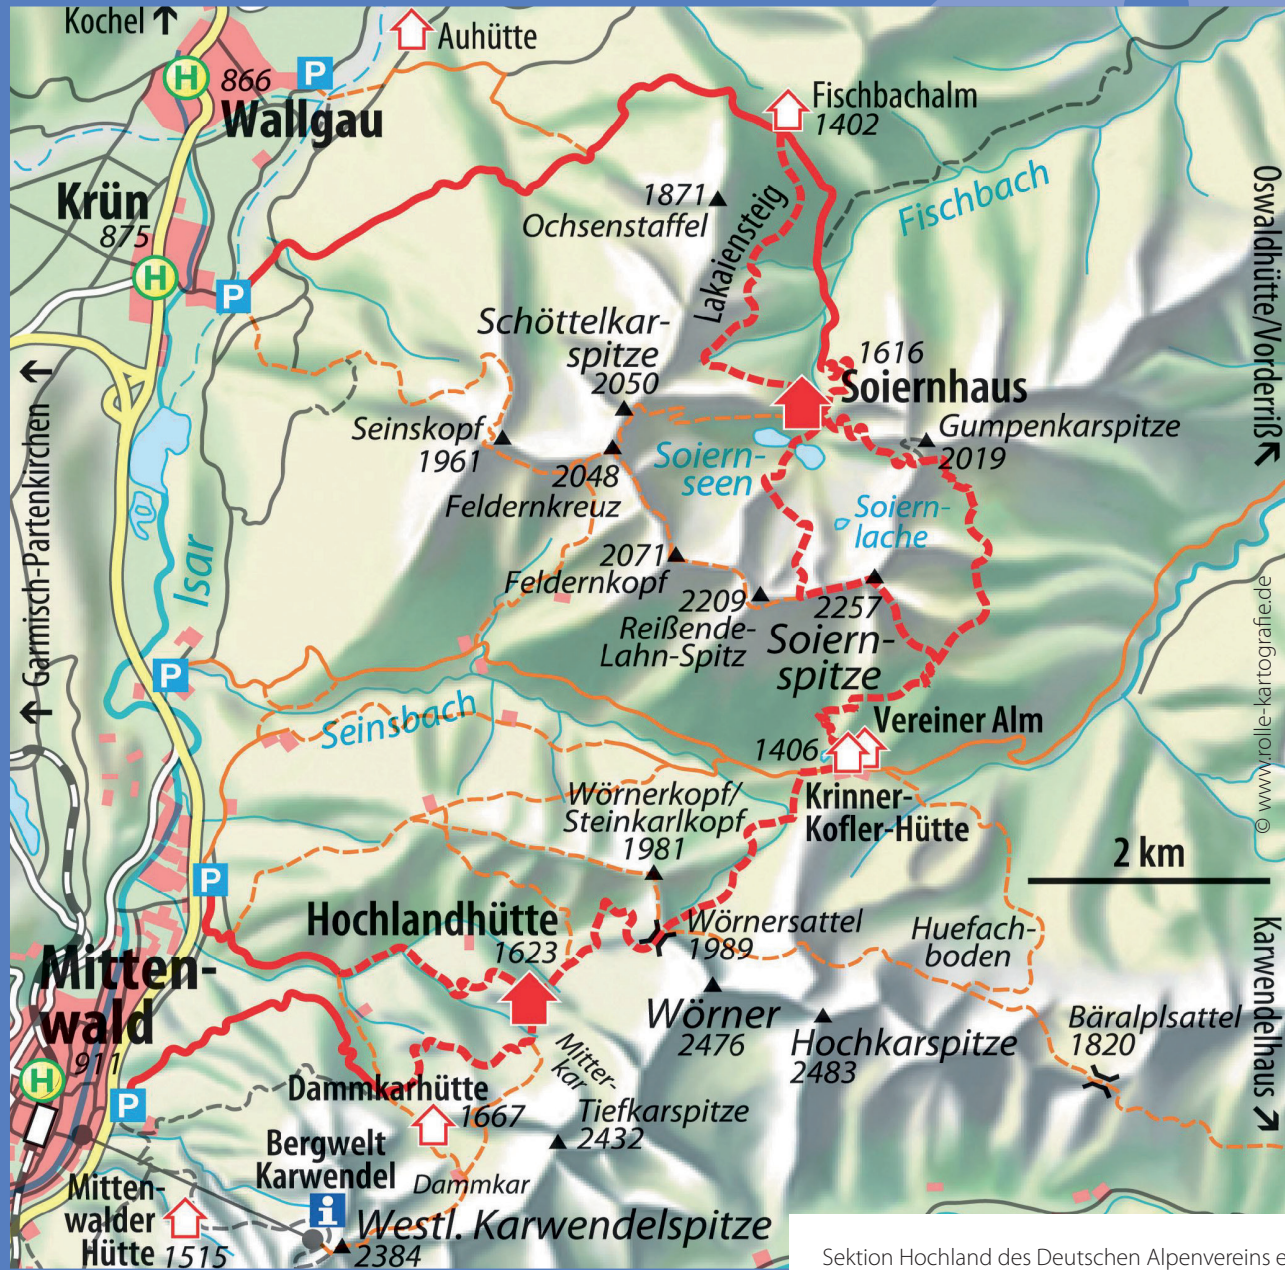 Kochel ↑
Auhütte
H
866
P
Wallgau
Fischbachalm
1402
Krün
875
H
P
1871
Ochsenstaffel
Lakaiensteig
Fischbach
Oswaldhütte/Vorderriß
Schöttelkar-
spitze
2050
1616
Soiernhaus
Seinskopf
1961
2048
Feldernkreuz
Soiern-
seen
Gumpenkarspitze
2019
← Garmisch-Partenkirchen →
Isar
Soiern-
lache
2071
Feldernkopf
2209
Reißende-
Lahn-Spitz
2257
Soiern-
spitze
P
Seinsbach
Vereiner Alm
1406
Krinner-
Kofler-Hütte
© www.rolle-kartografie.de
Wörnerkopf/
Steinkarlkopf
1981
2 km
P
Hochlandhütte
1623
Wörnersattel
1989
Huefach-
boden
Karwendelhaus
Mitten-
wald
911
H
P
Wörner
2476
Hochkarspitze
2483
Bäralplsattel
1820
Mitter-
kar
Dammkarhütte
1667
Tiefkarspitze
2432
Bergwelt
Karwendel
i
Dammkar
Mitten-
walder
Hütte 1515
Westl. Karwendelspitze
2384
Sektion Hochland des Deutschen Alpenvereins e